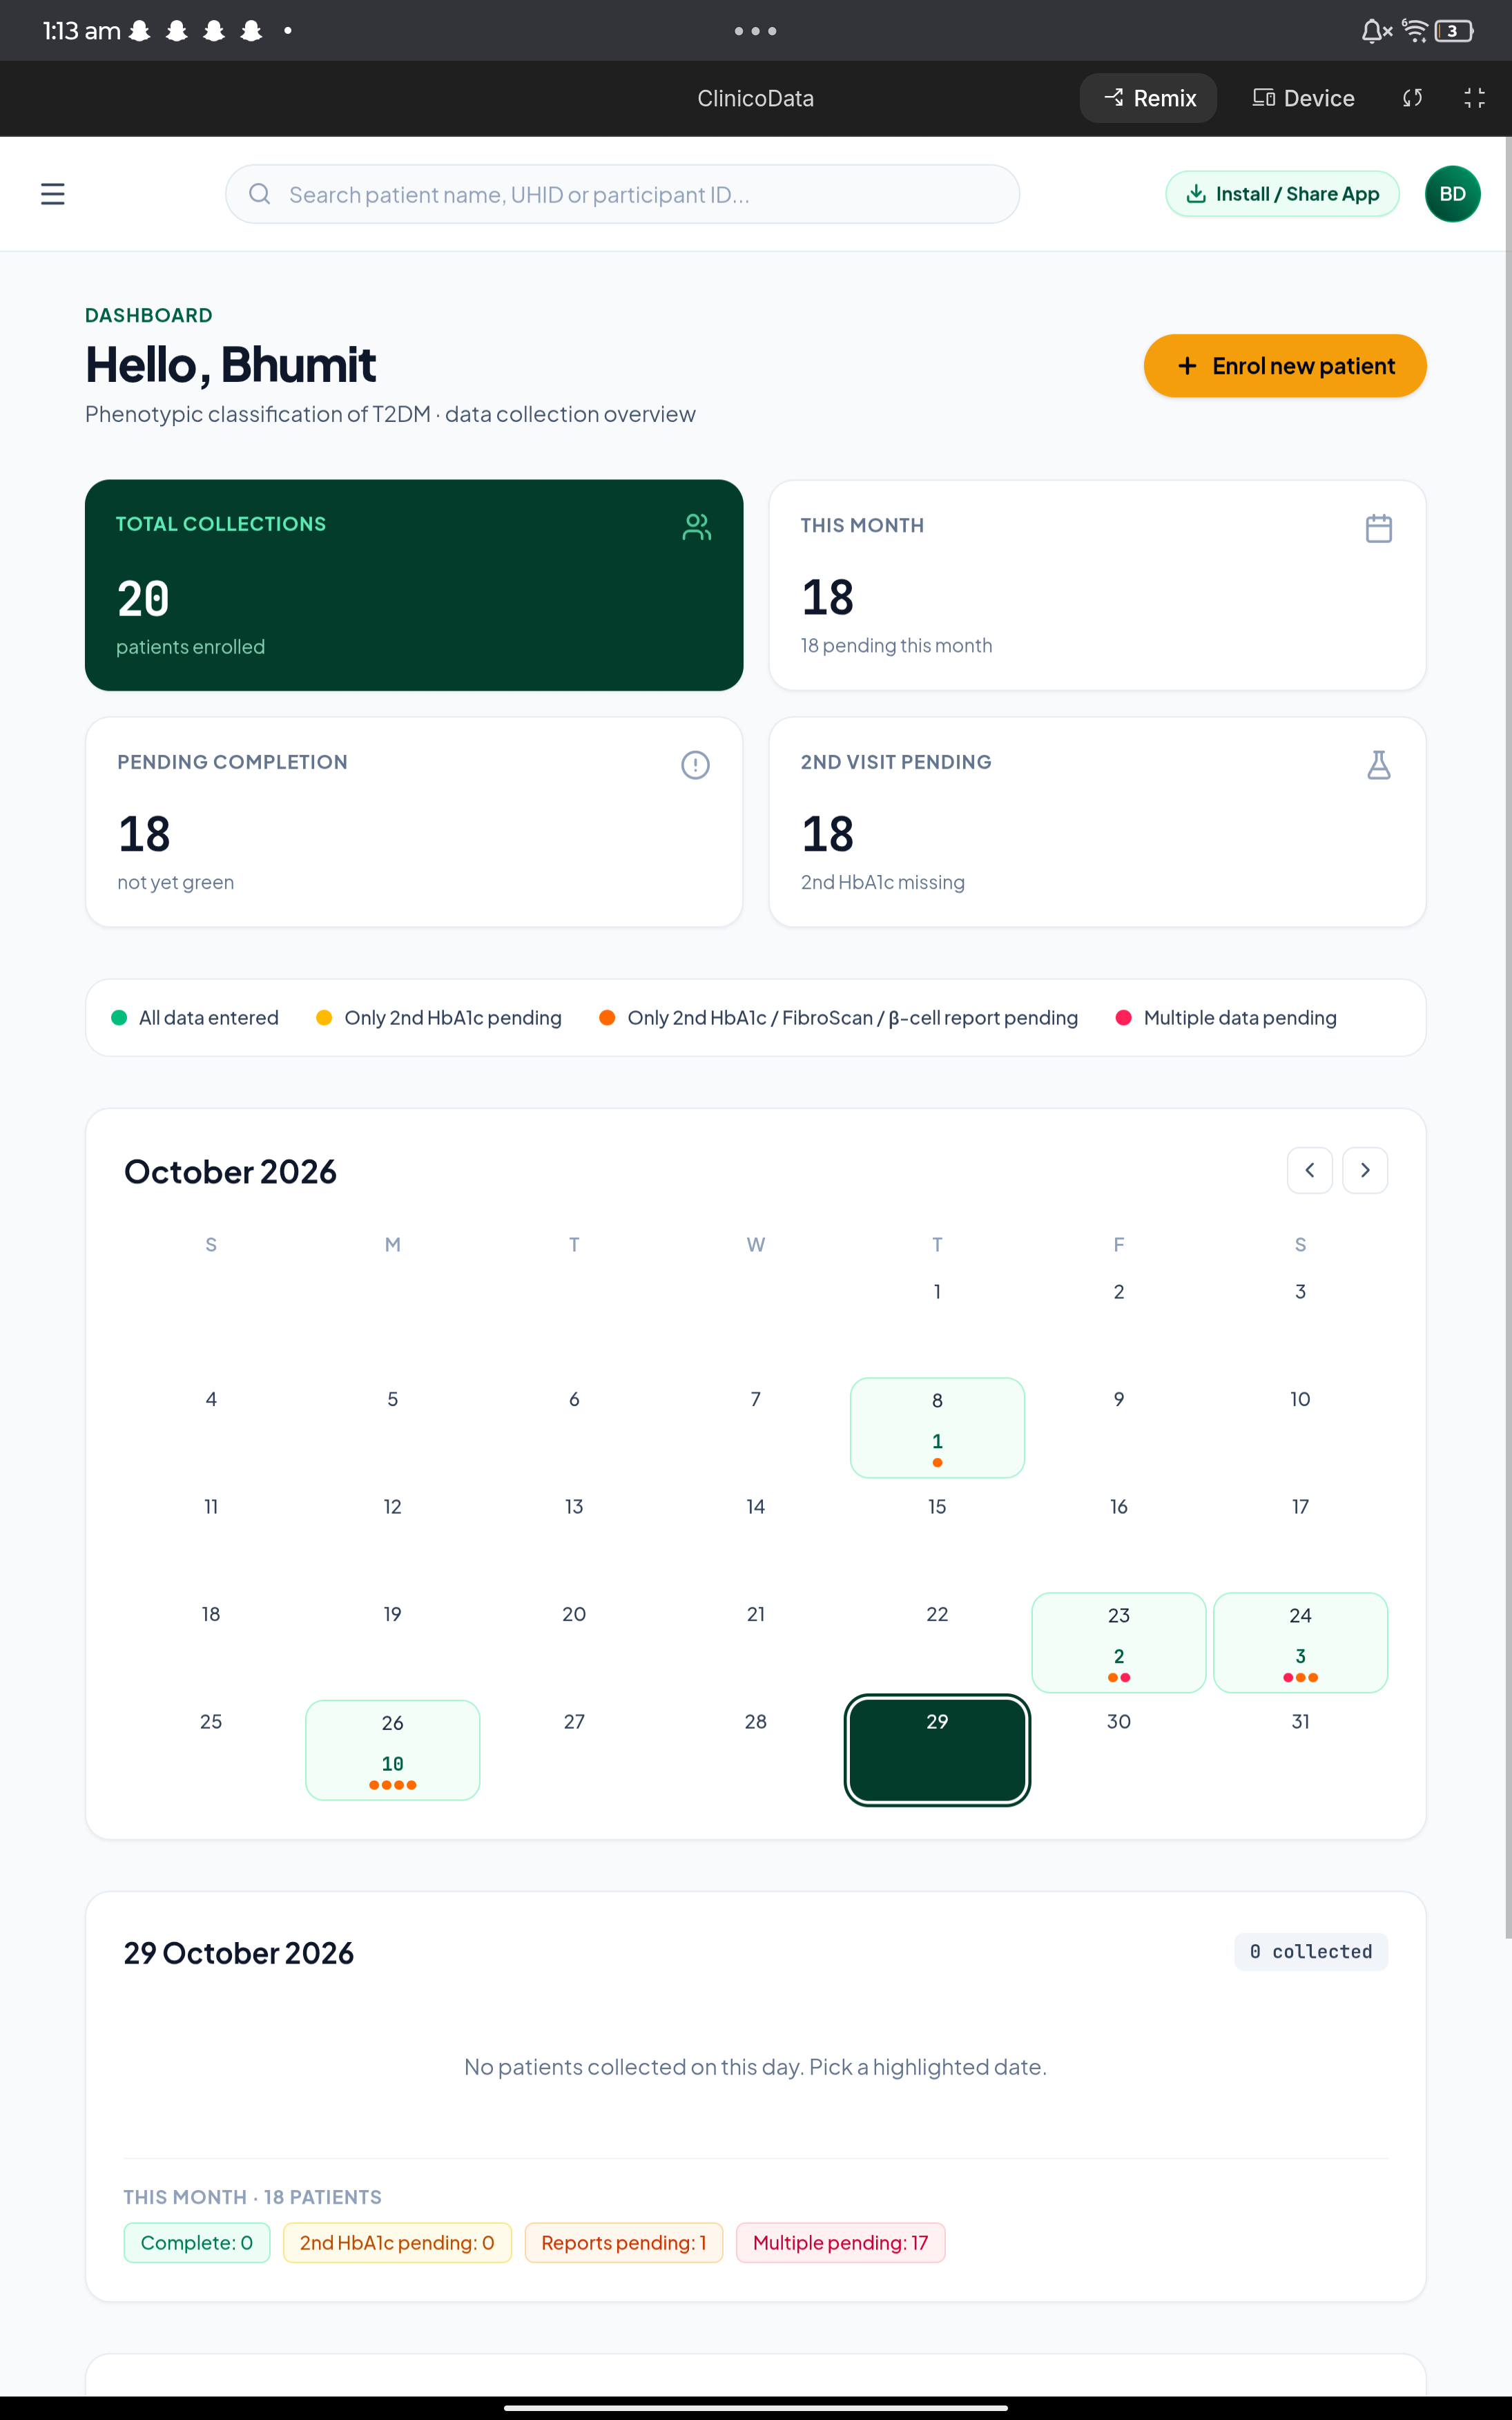 1:13 am
6
3
ClinicoData
Remix
Device
Search patient name, UHID or participant ID...
Install / Share App
BD
DASHBOARD
Hello, Bhumit
Enrol new patient
Phenotypic classification of T2DM · data collection overview
TOTAL COLLECTIONS
20
patients enrolled
THIS MONTH
18
18 pending this month
PENDING COMPLETION
18
not yet green
2ND VISIT PENDING
18
2nd HbA1c missing
All data entered
Only 2nd HbA1c pending
Only 2nd HbA1c / FibroScan / β-cell report pending
Multiple data pending
October 2026
S M T W T F S
1 2 3
4 5 6 7 8 9 10
1
11 12 13 14 15 16 17
18 19 20 21 22 23 24
2 3
25 26 27 28 29 30 31
10
29 October 2026
0 collected
No patients collected on this day. Pick a highlighted date.
THIS MONTH · 18 PATIENTS
Complete: 0
2nd HbA1c pending: 0
Reports pending: 1
Multiple pending: 17